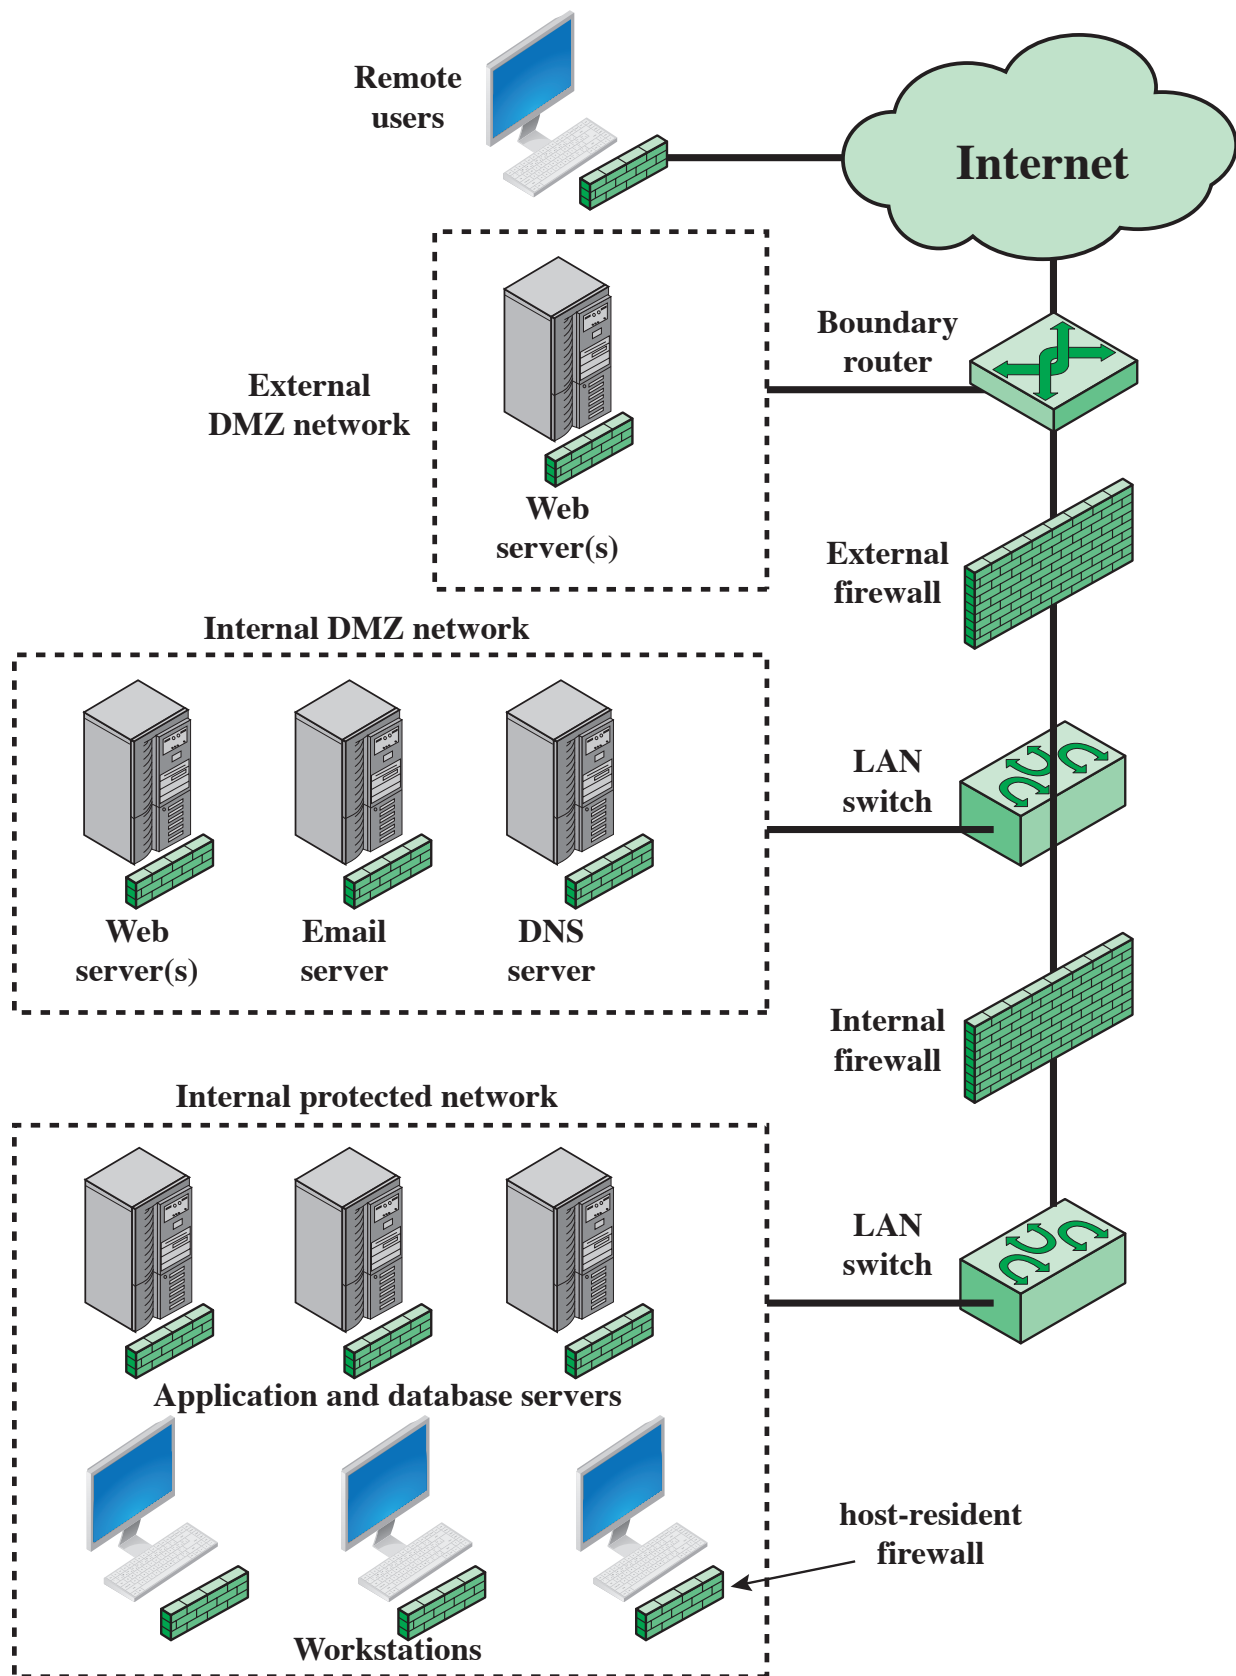 Remote
users
Internet
Boundary
router
External
DMZ network
Web
server(s)
External
firewall
Internal DMZ network
LAN
switch
Web
server(s)
Email
server
DNS
server
Internal
firewall
Internal protected network
LAN
switch
Application and database servers
host-resident
firewall
Workstations